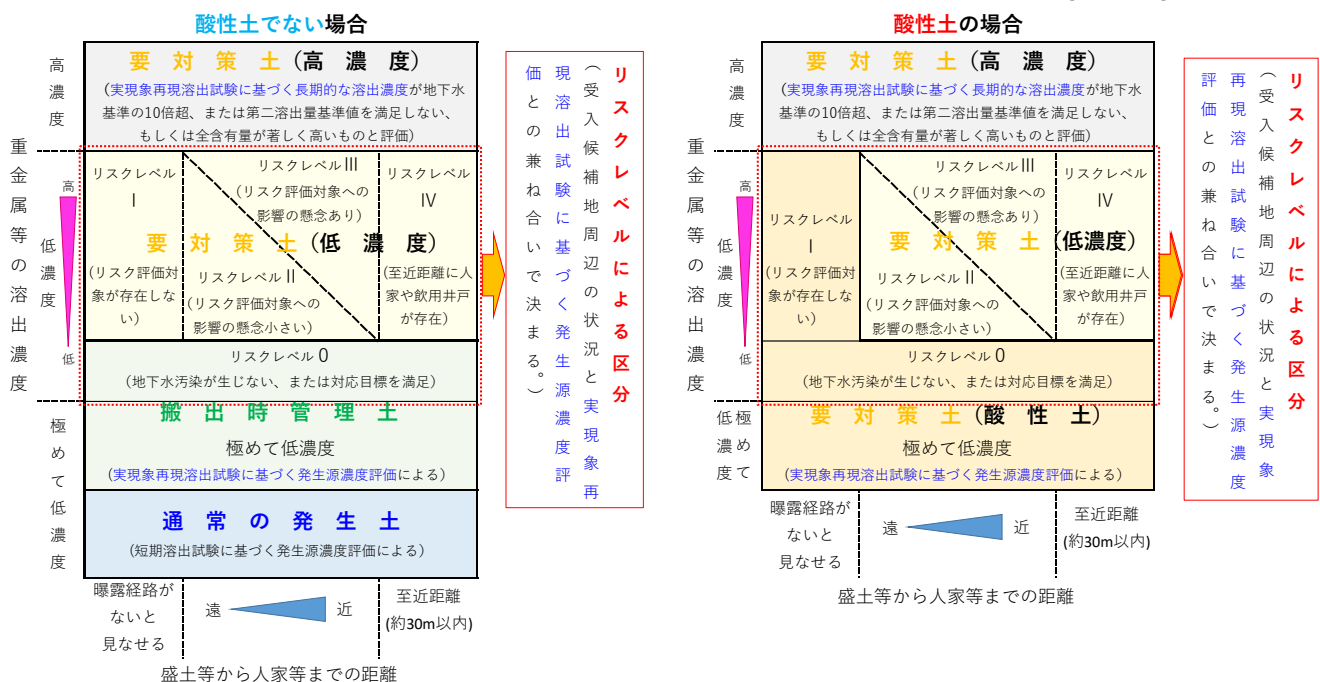 酸性土でない場合
高濃度
要対策土(高濃度)
(実現象再現溶出試験に基づく長期的な溶出濃度が地下水
基準の10倍超、または第二溶出量基準値を満足しない、
もしくは全含有量が著しく高いものと評価)
重金属等の溶出濃度
高
低濃度
低
リスクレベル
I
(リスク評価対
象が存在しな
い)
リスクレベルIII
(リスク評価対象への
影響の懸念あり)
リスクレベル
IV
(至近距離に人
家や飲用井戸
が存在)
要対策土(低濃度)
リスクレベルII
(リスク評価対象への
影響の懸念小さい)
リスクレベル0
(地下水汚染が生じない、または対応目標を満足)
極めて低濃度
搬出時管理土
極めて低濃度
(実現象再現溶出試験に基づく発生源濃度評価による)
通常の発生土
(短期溶出試験に基づく発生源濃度評価による)
曝露経路が
ないと
見なせる
遠
近
至近距離
(約30m以内)
盛土等から人家等までの距離
リスクレベルによる区分
(受入候補地周辺の状況と実現象再
現溶出試験に基づく発生源濃度評
価との兼ね合いで決まる。)
酸性土の場合
高濃度
要対策土(高濃度)
(実現象再現溶出試験に基づく長期的な溶出濃度が地下水
基準の10倍超、または第二溶出量基準値を満足しない、
もしくは全含有量が著しく高いものと評価)
重金属等の溶出濃度
高
低濃度
低
リスクレベル
I
(リスク評価対
象が存在しな
い)
リスクレベルIII
(リスク評価対象への
影響の懸念あり)
リスクレベル
IV
(至近距離に人
家や飲用井戸
が存在)
要対策土(低濃度)
リスクレベルII
(リスク評価対象への
影響の懸念小さい)
リスクレベル0
(地下水汚染が生じない、または対応目標を満足)
極めて
低濃度
要対策土(酸性土)
極めて低濃度
(実現象再現溶出試験に基づく発生源濃度評価による)
曝露経路が
ないと
見なせる
遠
近
至近距離
(約30m以内)
盛土等から人家等までの距離
リスクレベルによる区分
(受入候補地周辺の状況と実現象
再現溶出試験に基づく発生源濃度
評価との兼ね合いで決まる。)